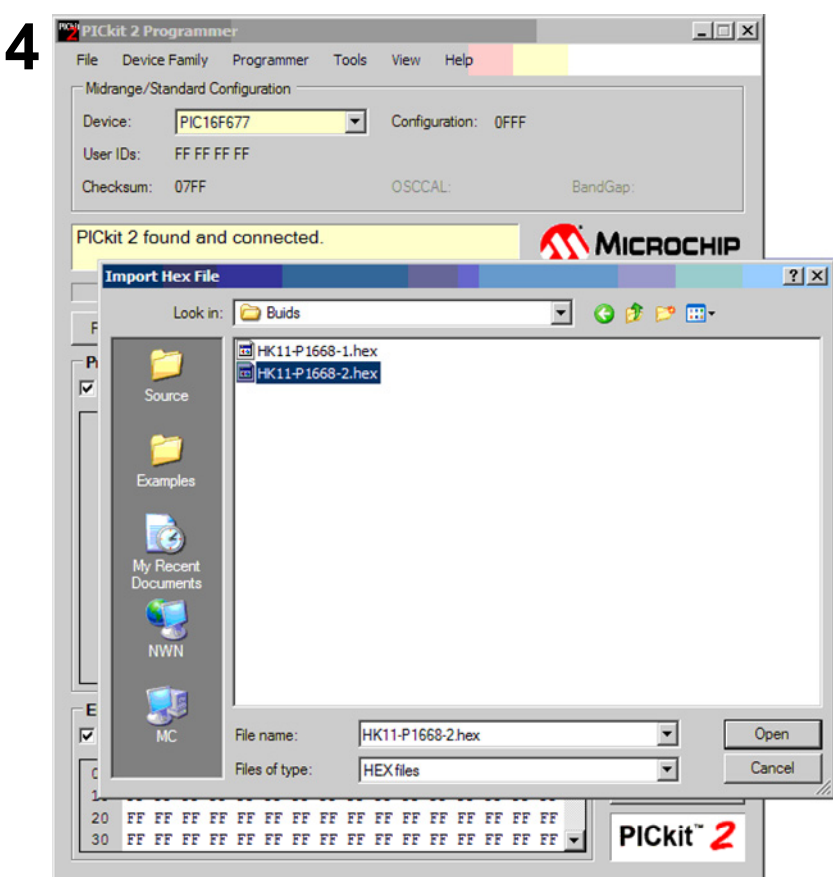 4
PICkit 2 Programmer
File Device Family Programmer Tools View Help
Midrange/Standard Configuration
Device: PIC16F677 Configuration: 0FFF
User IDs: FF FF FF FF
Checksum: 07FF OSCCAL: BandGap:
PICkit 2 found and connected.
MICROCHIP
Import Hex File
Look in: Buids
HK11-P1668-1.hex
HK11-P1668-2.hex
Source
Examples
My Recent
Documents
NWN
MC
File name: HK11-P1668-2.hex Open
Files of type: HEX files Cancel
20 FF FF FF FF FF FF FF FF FF FF FF FF FF FF FF FF
30 FF FF FF FF FF FF FF FF FF FF FF FF FF FF FF FF
PICkit™ 2